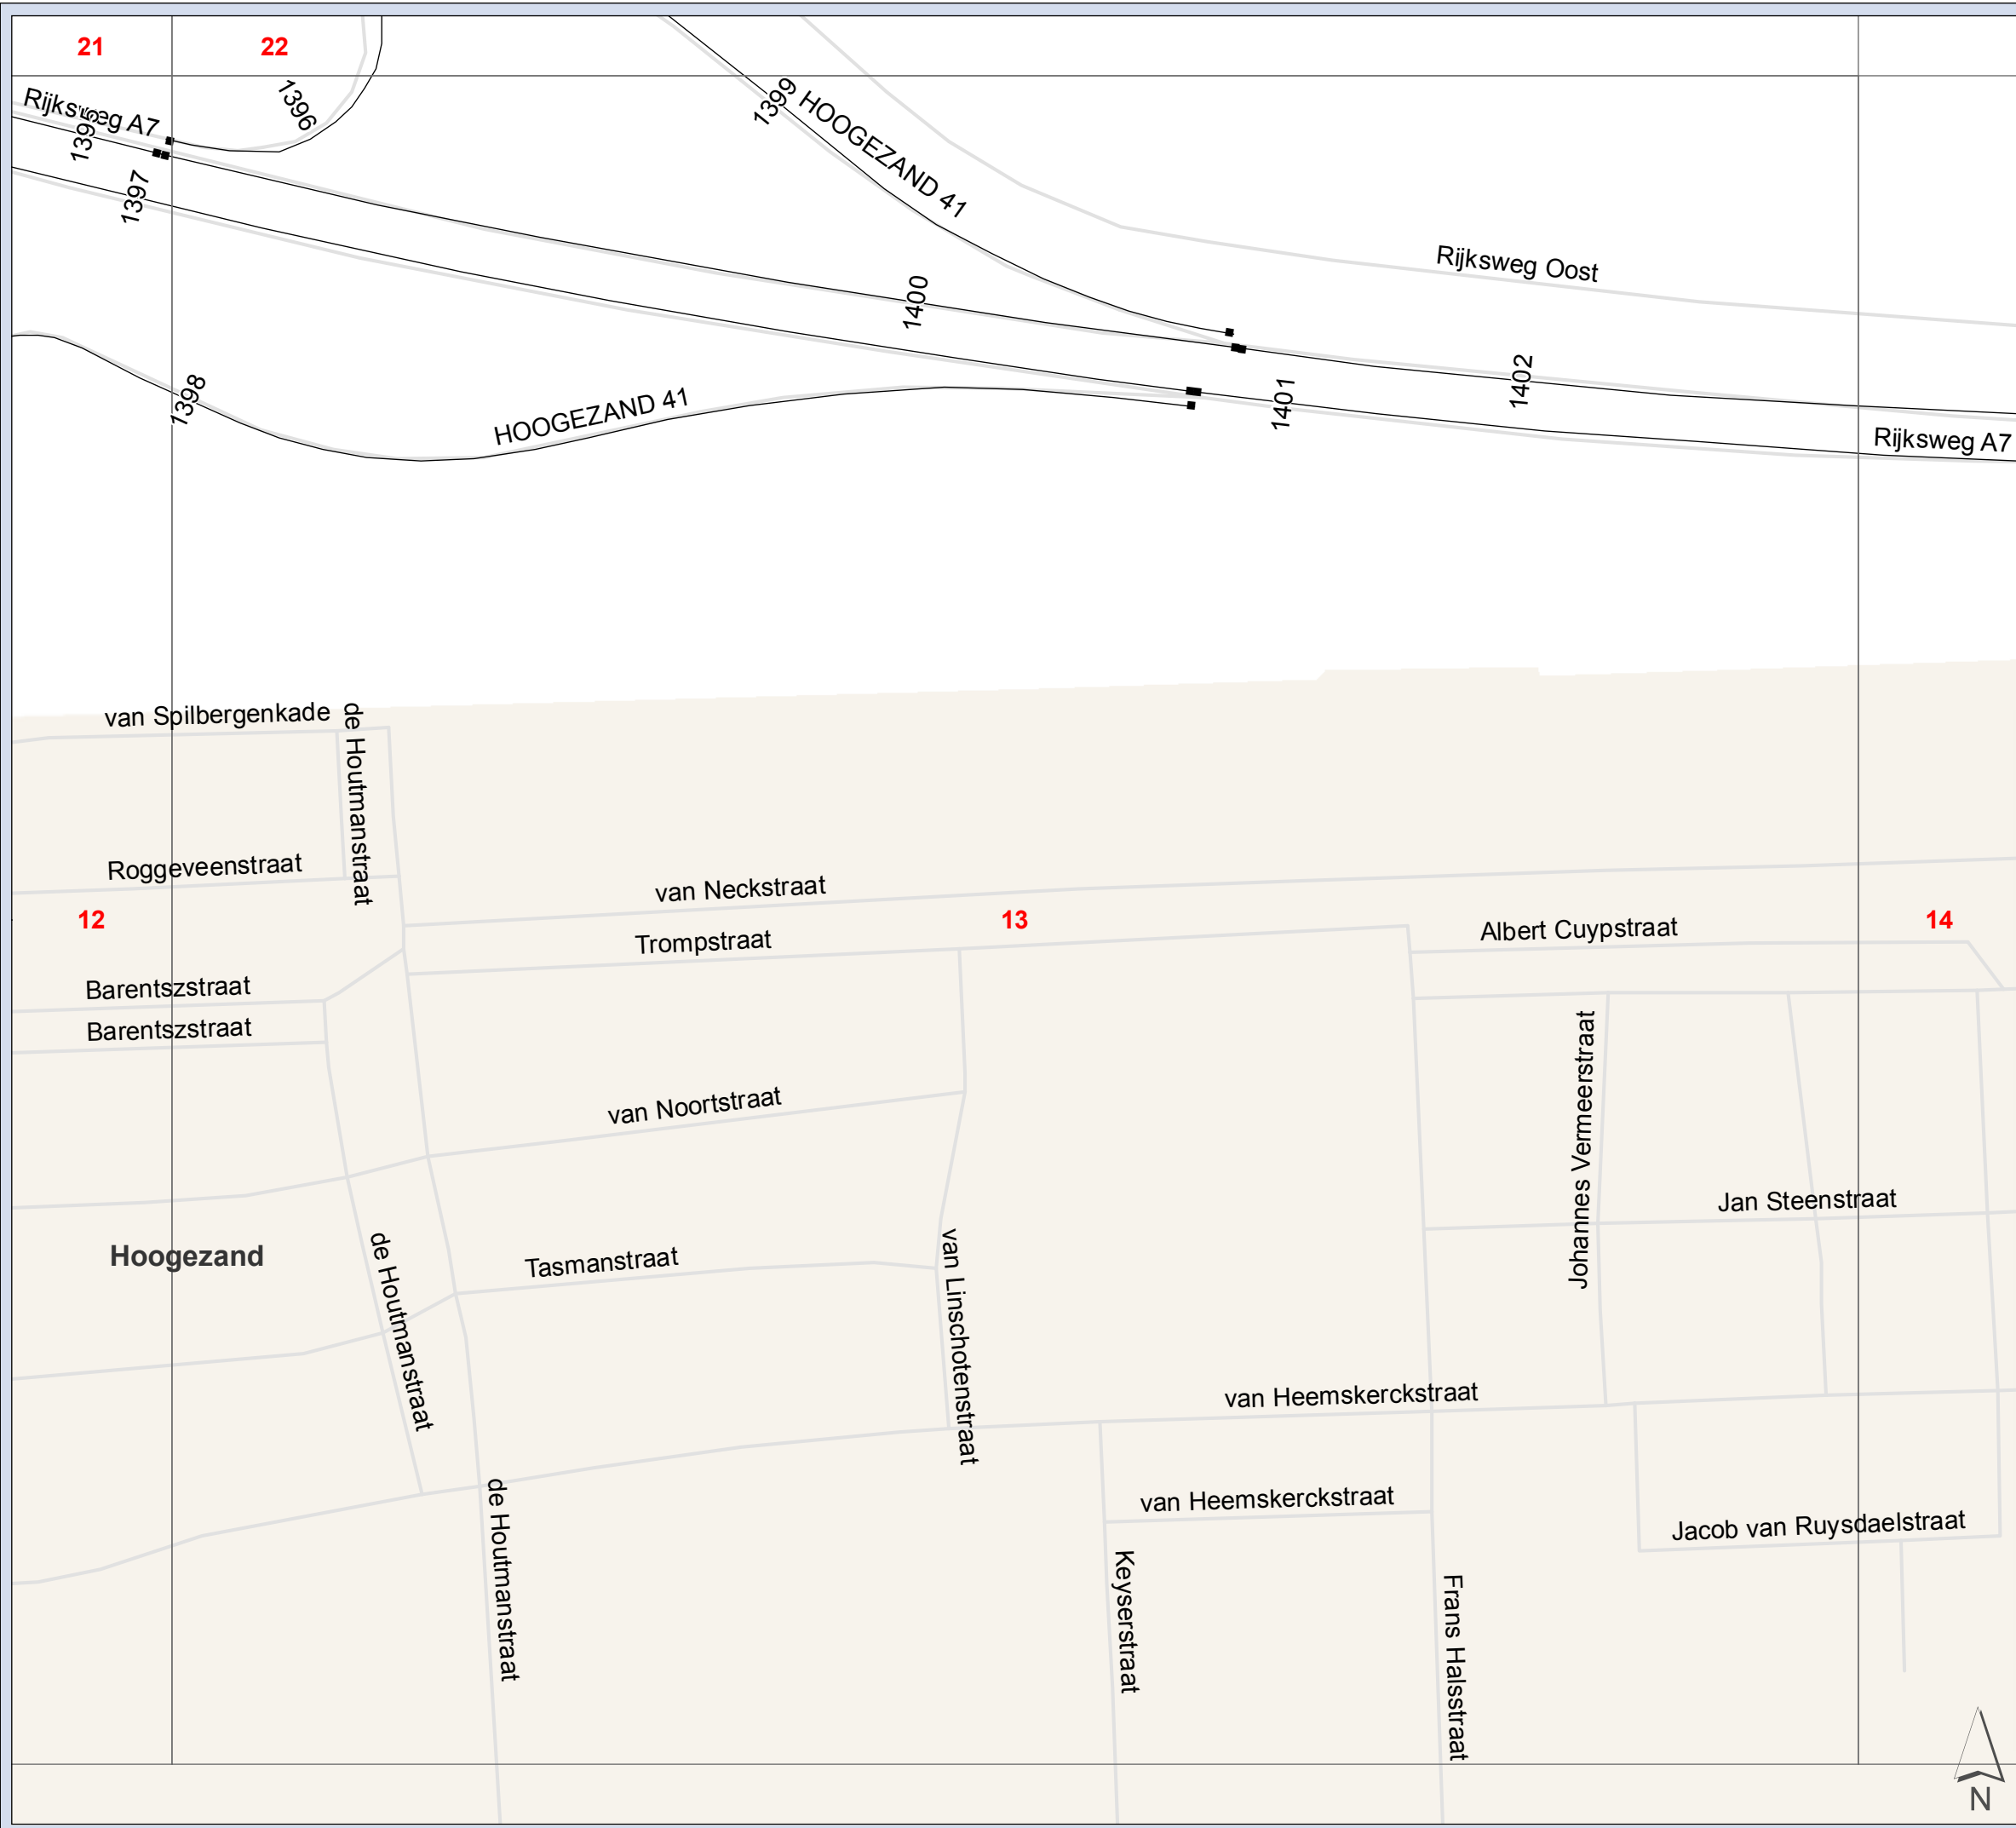 21
22
Rijksweg A7
1395
1396
1397
1399
HOOGEZAND 41
Rijksweg Oost
1400
1398
HOOGEZAND 41
1401
1402
Rijksweg A7
van Spilbergenkade
de Houtmanstraat
Roggeveenstraat
van Neckstraat
12
Trompstraat
13
Albert Cuypstraat
14
Barentszstraat
Barentszstraat
van Noortstraat
Johannes Vermeerstraat
Jan Steenstraat
Hoogezand
de Houtmanstraat
Tasmanstraat
van Linschotenstraat
van Heemskerckstraat
van Heemskerckstraat
de Houtmanstraat
Keyserstraat
Frans Halsstraat
Jacob van Ruysdaelstraat
N